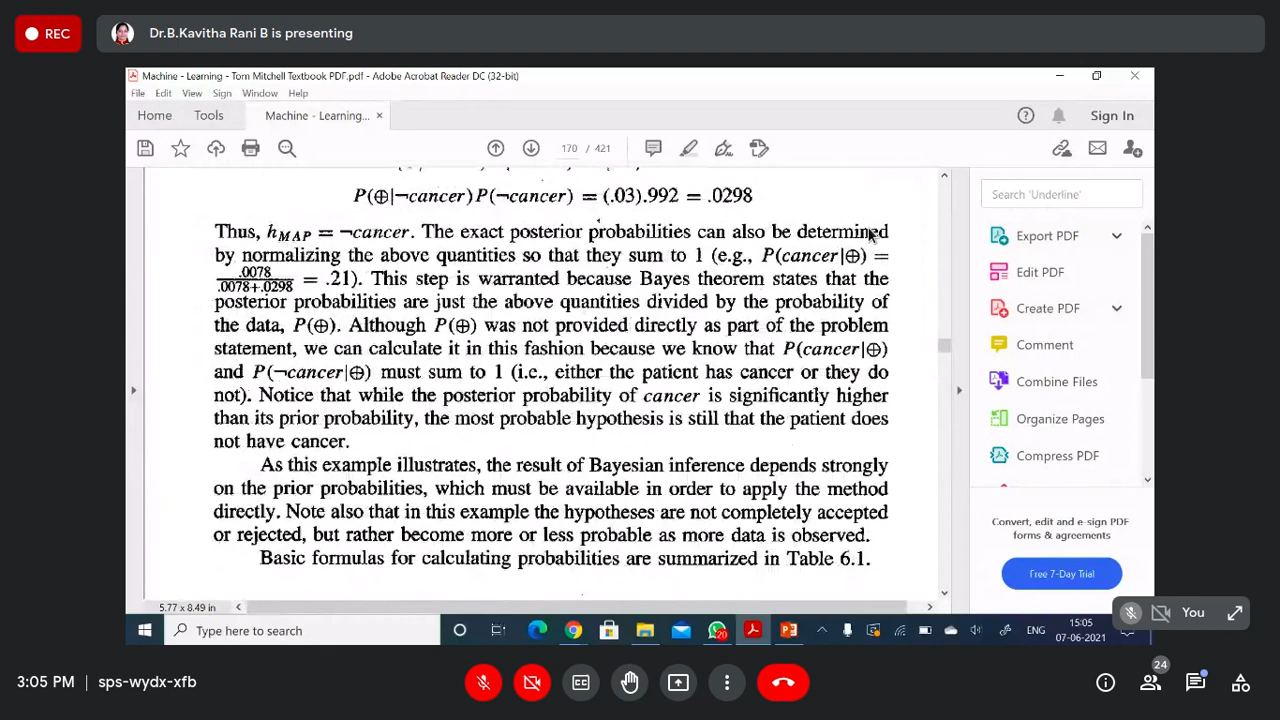 REC
Dr.B.Kavitha Rani B is presenting
Machine - Learning - Tom Mitchell Textbook PDF.pdf - Adobe Acrobat Reader DC (32-bit)
File Edit View Sign Window Help
Home Tools Machine - Learning... × Sign In
170 / 421
P(⊕|¬cancer)P(¬cancer) = (.03).992 = .0298
Thus, hMAP = ¬cancer. The exact posterior probabilities can also be determined
by normalizing the above quantities so that they sum to 1 (e.g., P(cancer|⊕) =
.0078/.0078+.0298 = .21). This step is warranted because Bayes theorem states that the
posterior probabilities are just the above quantities divided by the probability of
the data, P(⊕). Although P(⊕) was not provided directly as part of the problem
statement, we can calculate it in this fashion because we know that P(cancer|⊕)
and P(¬cancer|⊕) must sum to 1 (i.e., either the patient has cancer or they do
not). Notice that while the posterior probability of cancer is significantly higher
than its prior probability, the most probable hypothesis is still that the patient does
not have cancer.
As this example illustrates, the result of Bayesian inference depends strongly
on the prior probabilities, which must be available in order to apply the method
directly. Note also that in this example the hypotheses are not completely accepted
or rejected, but rather become more or less probable as more data is observed.
Basic formulas for calculating probabilities are summarized in Table 6.1.
5.77 x 8.49 in
Search 'Underline'
Export PDF
Edit PDF
Create PDF
Comment
Combine Files
Organize Pages
Compress PDF
Convert, edit and e-sign PDF
forms & agreements
Free 7-Day Trial
You
Type here to search
20
ENG
15:05
07-06-2021
3:05 PM | sps-wydx-xfb
CC
24